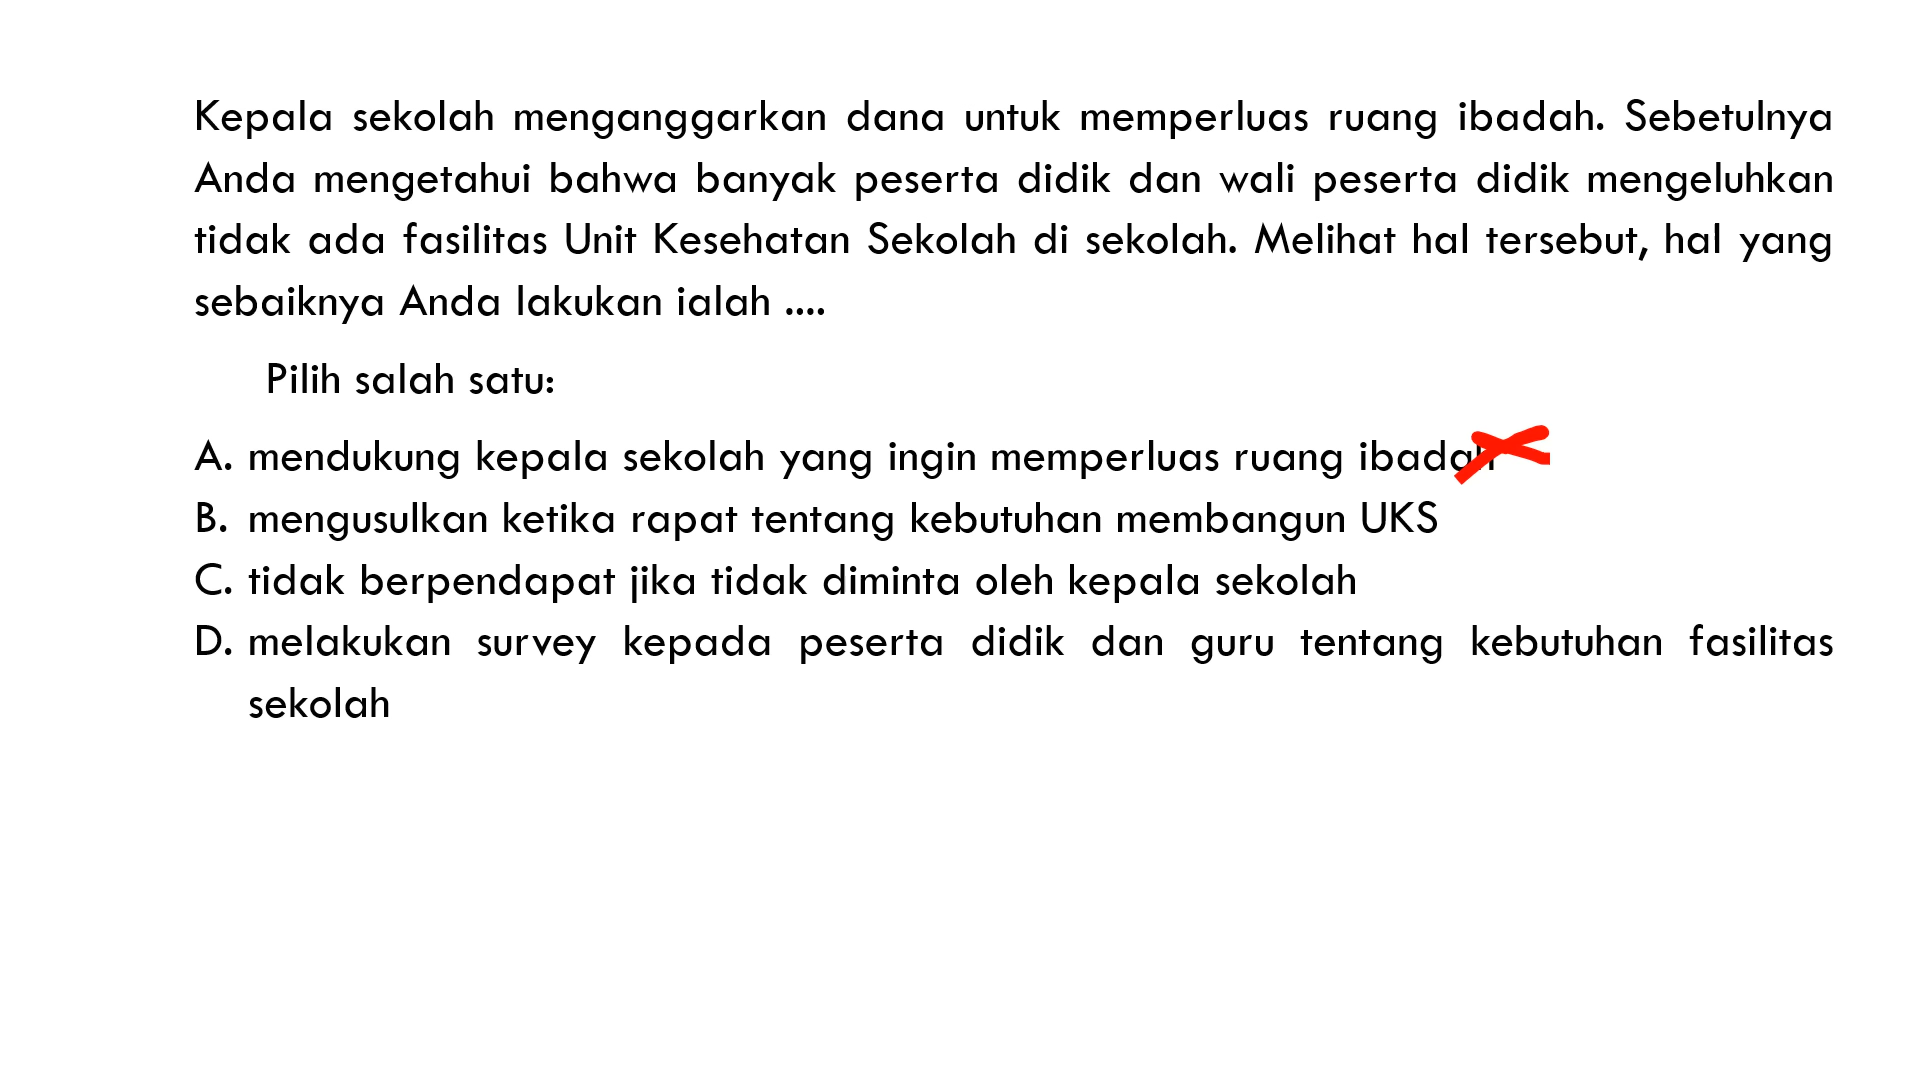 Kepala sekolah menganggarkan dana untuk memperluas ruang ibadah. Sebetulnya
Anda mengetahui bahwa banyak peserta didik dan wali peserta didik mengeluhkan
tidak ada fasilitas Unit Kesehatan Sekolah di sekolah. Melihat hal tersebut, hal yang
sebaiknya Anda lakukan ialah ....
Pilih salah satu:
A. mendukung kepala sekolah yang ingin memperluas ruang ibadah
B. mengusulkan ketika rapat tentang kebutuhan membangun UKS
C. tidak berpendapat jika tidak diminta oleh kepala sekolah
D. melakukan survey kepada peserta didik dan guru tentang kebutuhan fasilitas
sekolah